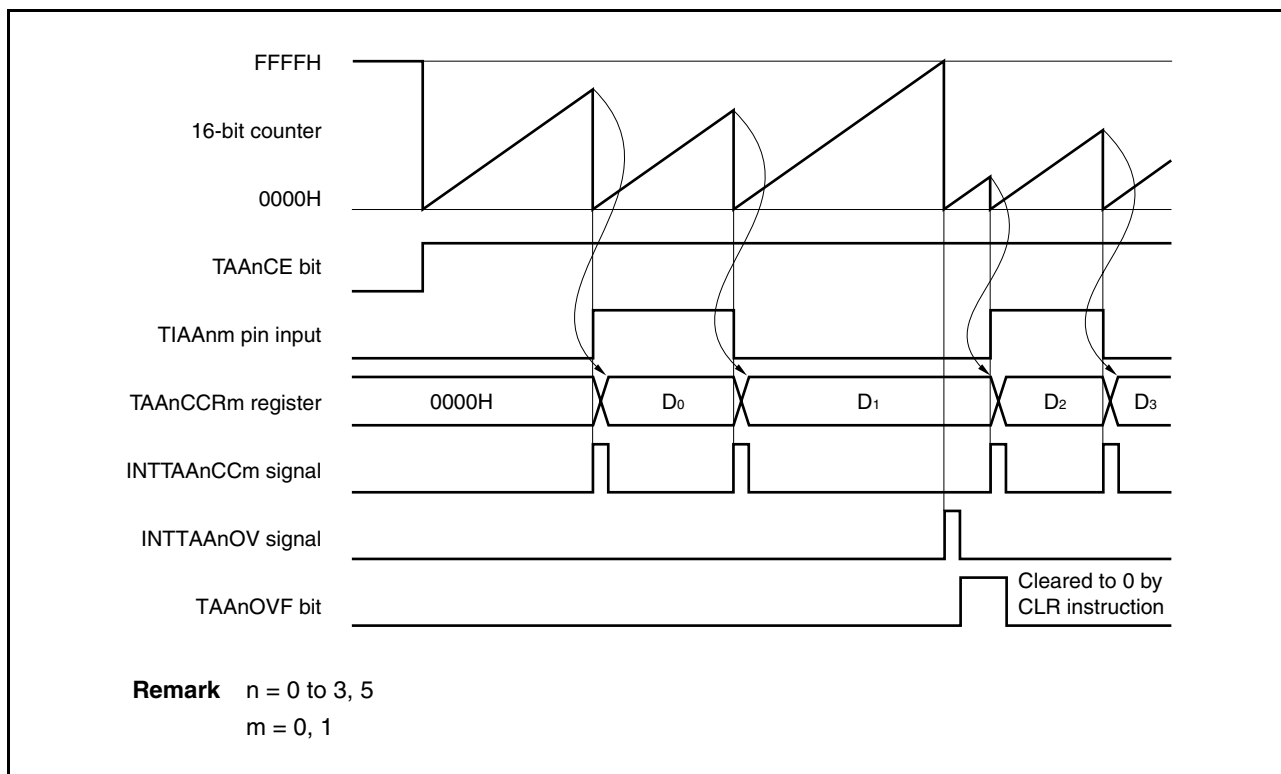 FFFFH
16-bit counter
0000H
TAAnCE bit
TIAAnm pin input
TAAnCCRm register
0000H
D0
D1
D2
D3
INTTAAnCCm signal
INTTAAnOV signal
TAAnOVF bit
Cleared to 0 by
CLR instruction
Remark n = 0 to 3, 5
m = 0, 1